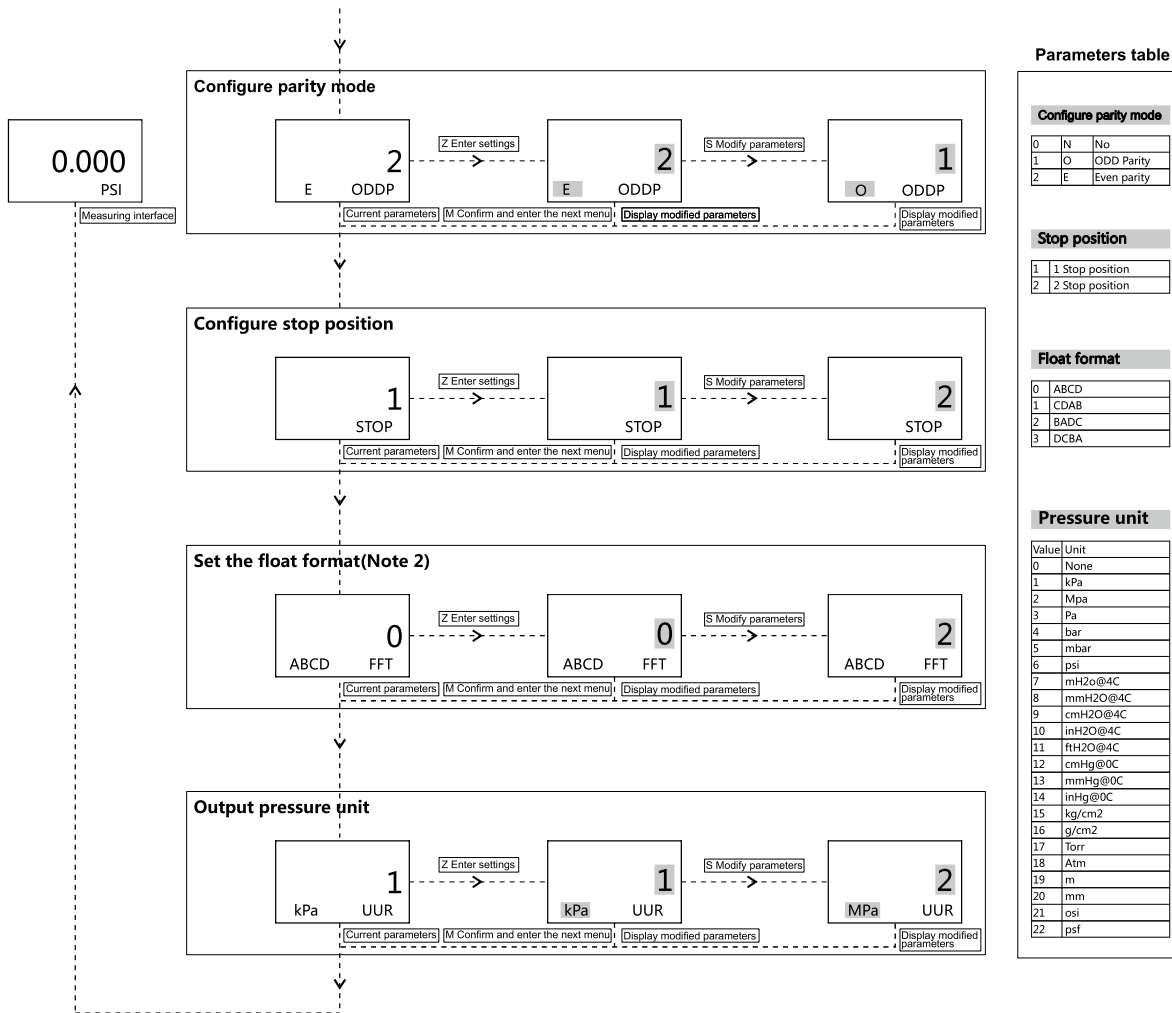 0.000
PSI
Measuring interface
Configure parity mode
2
E ODDP
Z Enter settings
2
E ODDP
S Modify parameters
1
O ODDP
Current parameters
M Confirm and enter the next menu
Display modified parameters
Display modified
parameters
Configure stop position
1
STOP
Z Enter settings
1
STOP
S Modify parameters
2
STOP
Current parameters
M Confirm and enter the next menu
Display modified parameters
Display modified
parameters
Set the float format(Note 2)
0
ABCD FFT
Z Enter settings
0
ABCD FFT
S Modify parameters
2
ABCD FFT
Current parameters
M Confirm and enter the next menu
Display modified parameters
Display modified
parameters
Output pressure unit
1
kPa UUR
Z Enter settings
1
kPa UUR
S Modify parameters
2
MPa UUR
Current parameters
M Confirm and enter the next menu
Display modified parameters
Display modified
parameters
Parameters table
Configure parity mode
0 N No
1 O ODD Parity
2 E Even parity
Stop position
1 1 Stop position
2 2 Stop position
Float format
0 ABCD
1 CDAB
2 BADC
3 DCBA
Pressure unit
Value Unit
0 None
1 kPa
2 Mpa
3 Pa
4 bar
5 mbar
6 psi
7 mH2o@4C
8 mmH2O@4C
9 cmH2O@4C
10 inH2O@4C
11 ftH2O@4C
12 cmHg@0C
13 mmHg@0C
14 inHg@0C
15 kg/cm2
16 g/cm2
17 Torr
18 Atm
19 m
20 mm
21 osi
22 psf